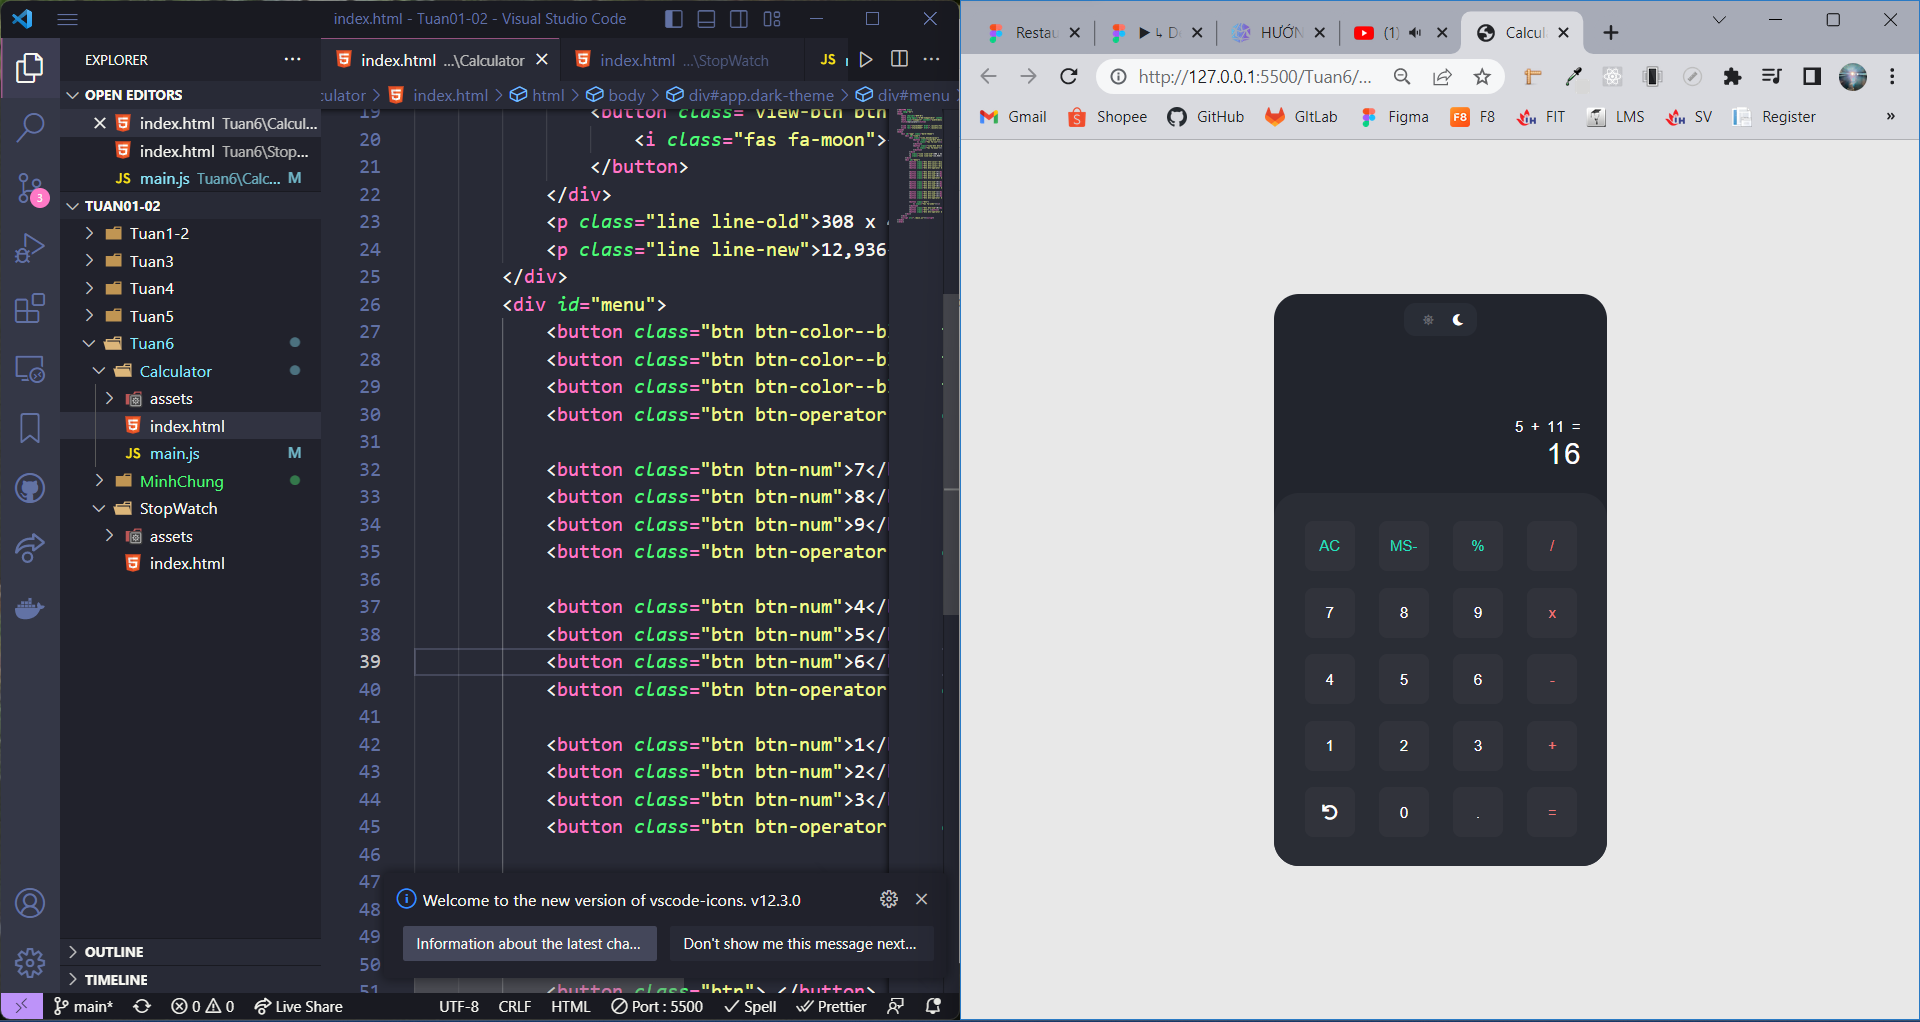 index.html - Tuan01-02 - Visual Studio Code
EXPLORER
OPEN EDITORS
index.html Tuan6\Calcul...
index.html Tuan6\Stop...
JS main.js Tuan6\Calc... M
3
TUAN01-02
Tuan1-2
Tuan3
Tuan4
Tuan5
Tuan6
Calculator
assets
index.html
JS main.js M
MinhChung
StopWatch
assets
index.html
OUTLINE
TIMELINE
index.html ...\Calculator
index.html ...\StopWatch
JS
culator > index.html > html > body > div#app.dark-theme > div#menu
19 <button class="view-btn btn
20 <i class="fas fa-moon">
21 </button>
22 </div>
23 <p class="line line-old">308 x
24 <p class="line line-new">12,936
25 </div>
26 <div id="menu">
27 <button class="btn btn-color--b
28 <button class="btn btn-color--b
29 <button class="btn btn-color--b
30 <button class="btn btn-operator
31
32 <button class="btn btn-num">7</
33 <button class="btn btn-num">8</
34 <button class="btn btn-num">9</
35 <button class="btn btn-operator
36
37 <button class="btn btn-num">4</
38 <button class="btn btn-num">5</
39 <button class="btn btn-num">6</
40 <button class="btn btn-operator
41
42 <button class="btn btn-num">1</
43 <button class="btn btn-num">2</
44 <button class="btn btn-num">3</
45 <button class="btn btn-operator
46
47
48
49
50
51 <button class="btn"> </button>
Welcome to the new version of vscode-icons. v12.3.0
Information about the latest cha...
Don't show me this message next...
main* 0 0 Live Share UTF-8 CRLF HTML Port : 5500 Spell Prettier
Restau
HƯỚN
(1)
Calcul
http://127.0.0.1:5500/Tuan6/...
Gmail
Shopee
GitHub
GitLab
Figma
F8 F8
FIT
LMS
SV
Register
»
5 + 11 =
16
AC MS- % /
7 8 9 x
4 5 6 -
1 2 3 +
0 . =